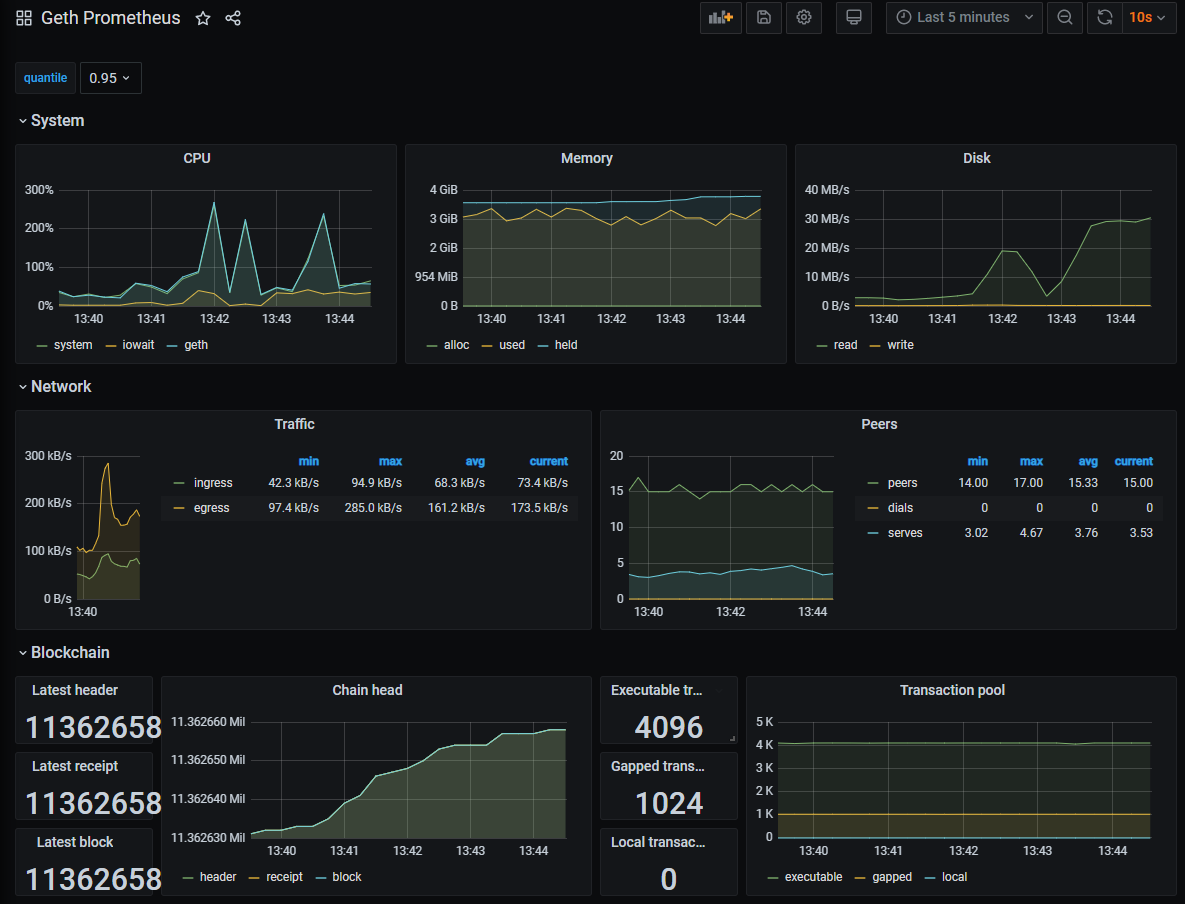 Geth Prometheus
Last 5 minutes
10s
quantile 0.95
System
CPU
300%
200%
100%
0%
13:40 13:41 13:42 13:43 13:44
system iowait geth
Memory
4 GiB
3 GiB
2 GiB
954 MiB
0 B
13:40 13:41 13:42 13:43 13:44
alloc used held
Disk
40 MB/s
30 MB/s
20 MB/s
10 MB/s
0 B/s
13:40 13:41 13:42 13:43 13:44
read write
Network
Traffic
300 kB/s
200 kB/s
100 kB/s
0 B/s
13:40
min max avg current
ingress 42.3 kB/s 94.9 kB/s 68.3 kB/s 73.4 kB/s
egress 97.4 kB/s 285.0 kB/s 161.2 kB/s 173.5 kB/s
Peers
20
15
10
5
0
13:40 13:42 13:44
min max avg current
peers 14.00 17.00 15.33 15.00
dials 0 0 0 0
serves 3.02 4.67 3.76 3.53
Blockchain
Latest header
11362658
Latest receipt
11362658
Latest block
11362658
Chain head
11.362660 Mil
11.362650 Mil
11.362640 Mil
11.362630 Mil
13:40 13:41 13:42 13:43 13:44
header receipt block
Executable tr...
4096
Gapped trans...
1024
Local transac...
0
Transaction pool
5 K
4 K
3 K
2 K
1 K
0
13:40 13:41 13:42 13:43 13:44
executable gapped local